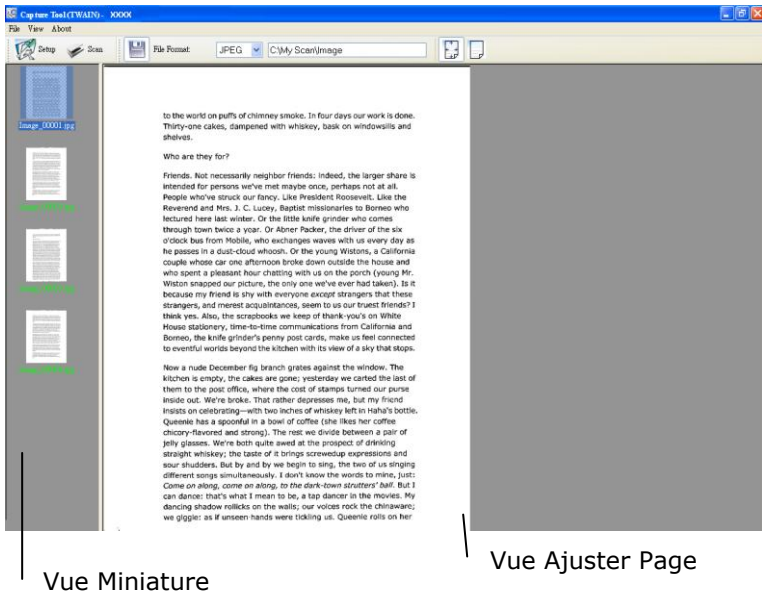 Capture Tool(TWAIN) - XXXX
File View About
Setup Scan File Format: JPEG C:\My Scan\Image
Image_00001.jpg
to the world on puffs of chimney smoke. In four days our work is done.
Thirty-one cakes, dampened with whiskey, bask on windowsills and
shelves.
Who are they for?
Friends. Not necessarily neighbor friends: indeed, the larger share is
intended for persons we've met maybe once, perhaps not at all.
People who've struck our fancy. Like President Roosevelt. Like the
Reverend and Mrs. J. C. Lucey, Baptist missionaries to Borneo who
lectured here last winter. Or the little knife grinder who comes
through town twice a year. Or Abner Packer, the driver of the six
o'clock bus from Mobile, who exchanges waves with us every day as
he passes in a dust-cloud whoosh. Or the young Wistons, a California
couple whose car one afternoon broke down outside the house and
who spent a pleasant hour chatting with us on the porch (young Mr.
Wiston snapped our picture, the only one we've ever had taken). Is it
because my friend is shy with everyone except strangers that these
strangers, and merest acquaintances, seem to us our truest friends? I
think yes. Also, the scrapbooks we keep of thank-you's on White
House stationery, time-to-time communications from California and
Borneo, the knife grinder's penny post cards, make us feel connected
to eventful worlds beyond the kitchen with its view of a sky that stops.
Now a nude December fig branch grates against the window. The
kitchen is empty, the cakes are gone; yesterday we carted the last of
them to the post office, where the cost of stamps turned our purse
inside out. We're broke. That rather depresses me, but my friend
insists on celebrating—with two inches of whiskey left in Haha's bottle.
Queenie has a spoonful in a bowl of coffee (she likes her coffee
chicory-flavored and strong). The rest we divide between a pair of
jelly glasses. We're both quite awed at the prospect of drinking
straight whiskey; the taste of it brings screwedup expressions and
sour shudders. But by and by we begin to sing, the two of us singing
different songs simultaneously. I don't know the words to mine, just:
Come on along, come on along, to the dark-town strutters' ball. But I
can dance: that's what I mean to be, a tap dancer in the movies. My
dancing shadow rollicks on the walls; our voices rock the chinaware;
we giggle: as if unseen hands were tickling us. Queenie rolls on her
Vue Ajuster Page
Vue Miniature